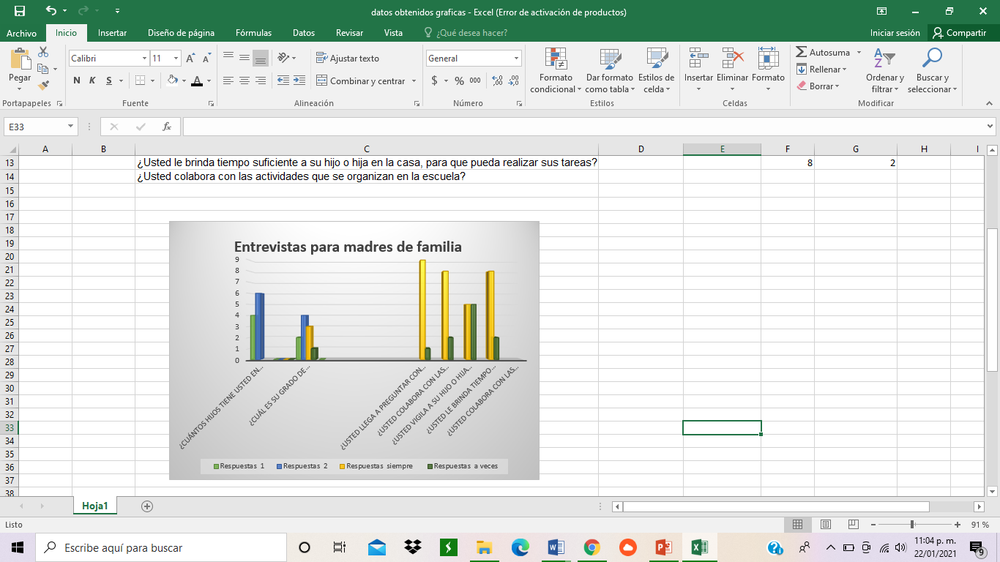 datos obtenidos graficas - Excel (Error de activación de productos)
Archivo Inicio Insertar Diseño de página Fórmulas Datos Revisar Vista ¿Qué desea hacer? Iniciar sesión Compartir
Pegar
Calibri 11
N K S
Ajustar texto
Combinar y centrar
General
$ % 000
Formato condicional
Dar formato como tabla
Estilos de celda
Insertar Eliminar Formato
Autosuma
Rellenar
Borrar
Ordenar y filtrar
Buscar y seleccionar
Portapapeles Fuente Alineación Número Estilos Celdas Modificar
E33 fx
A B C D E F G H I
13 ¿Usted le brinda tiempo suficiente a su hijo o hija en la casa, para que pueda realizar sus tareas? 8 2
14 ¿Usted colabora con las actividades que se organizan en la escuela?
15
16
17
18
19
20
21
22
23
24
25
26
27
28
29
30
31
32
33
34
35
36
37
38
Entrevistas para madres de familia
9
8
7
6
5
4
3
2
1
0
¿CUÁNTOS HIJOS TIENE USTED EN...
¿CUÁL ES SU GRADO DE...
¿USTED LLEGA A PREGUNTAR CON...
¿USTED COLABORA CON LAS...
¿USTED VIGILA A SU HIJO O HIJA...
¿USTED LE BRINDA TIEMPO...
¿USTED COLABORA CON LAS...
Respuestas 1 Respuestas 2 Respuestas siempre Respuestas a veces
Hoja1
Listo 91 %
Escribe aquí para buscar
11:04 p. m.
22/01/2021
9